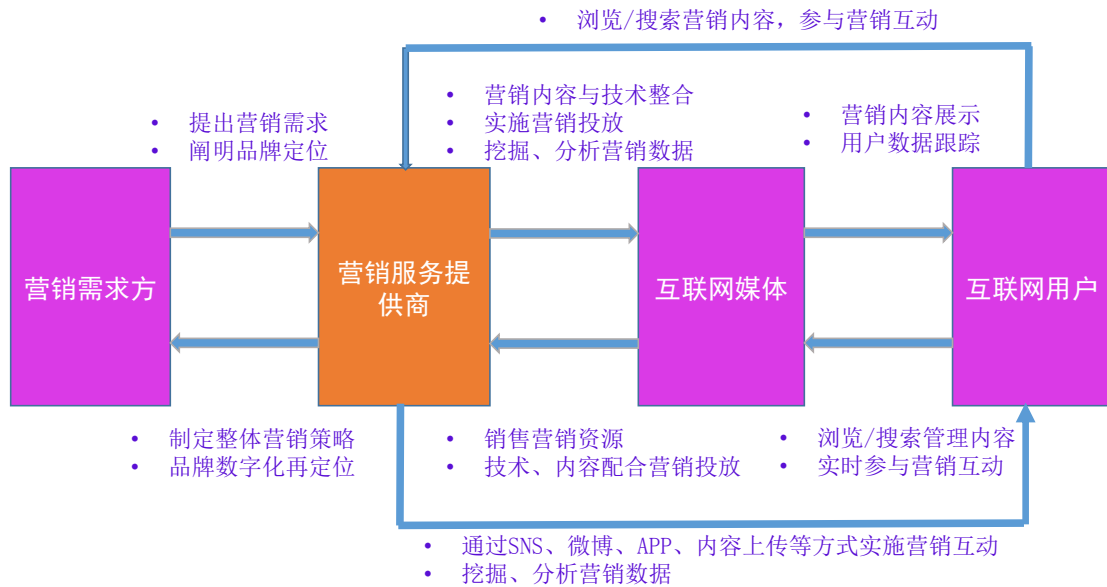 • 浏览/搜索营销内容，参与营销互动
• 提出营销需求
• 阐明品牌定位
• 营销内容与技术整合
• 实施营销投放
• 挖掘、分析营销数据
• 营销内容展示
• 用户数据跟踪
营销需求方
营销服务提
供商
互联网媒体
互联网用户
• 制定整体营销策略
• 品牌数字化再定位
• 销售营销资源
• 技术、内容配合营销投放
• 浏览/搜索管理内容
• 实时参与营销互动
• 通过SNS、微博、APP、内容上传等方式实施营销互动
• 挖掘、分析营销数据